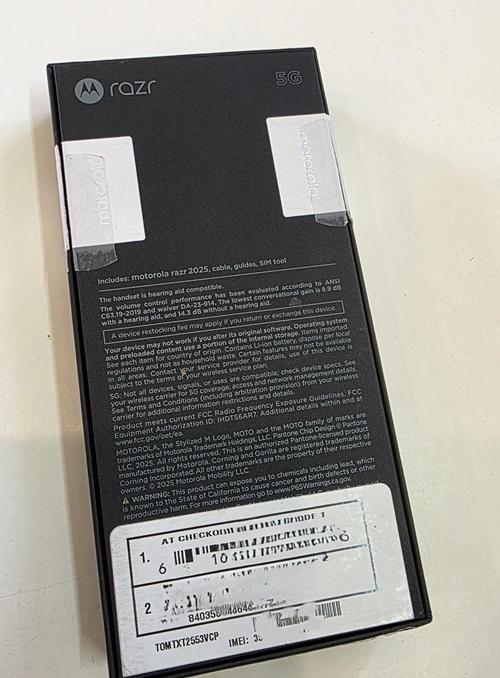 razr
5G
motorola
motorola
Includes: motorola razr 2025, cable, guides, SIM tool
The handset is hearing aid compatible.
The volume control performance has been evaluated according to ANSI
C63.19-2019 and waiver DA-23-914. The lowest conversational gain is 8.9 dB
with a hearing aid, and 14.3 dB without a hearing aid.
A device restocking fee may apply if you return or exchange this device.
Your device may not work if you alter its original software. Operating system
and preloaded content use a portion of the internal storage. Items imported.
See each item for country of origin. Contains Li-ion battery, dispose per local
regulations and not as household waste. Certain features may not be available
in all areas. Contact your service provider for details, use of this device is
subject to the terms of your wireless service plan.
5G: Not all devices, signals, or uses are compatible; check device specs. See
your wireless carrier for 5G coverage, access and network management details.
See Terms and Conditions (including arbitration provision) from your wireless
carrier for additional information restrictions and details.
Product meets current FCC Radio Frequency Exposure Guidelines. FCC
Equipment Authorization ID: IHDT56AR7. Additional details within and at
www.fcc.gov/oet/ea.
MOTOROLA, the Stylized M Logo, MOTO and the MOTO family of marks are
trademarks of Motorola Trademark Holdings, LLC. Pantone Chip Design © Pantone
LLC, 2025. All rights reserved. This is an authorized Pantone-licensed product
manufactured by Motorola. Corning and Gorilla are registered trademarks of
Corning Incorporated. All other trademarks are the property of their respective
owners. © 2025 Motorola Mobility LLC.
WARNING: This product can expose you to chemicals including lead, which
is known to the State of California to cause cancer and birth defects or other
reproductive harm. For more information go to www.P65Warnings.ca.gov.
AT CHECKOUT
1.
6
2
TOMTXT2553VCP
IMEI: